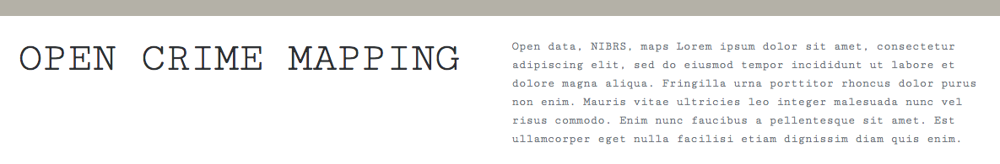 OPEN CRIME MAPPING
Open data, NIBRS, maps Lorem ipsum dolor sit amet, consectetur
adipiscing elit, sed do eiusmod tempor incididunt ut labore et
dolore magna aliqua. Fringilla urna porttitor rhoncus dolor purus
non enim. Mauris vitae ultricies leo integer malesuada nunc vel
risus commodo. Enim nunc faucibus a pellentesque sit amet. Est
ullamcorper eget nulla facilisi etiam dignissim diam quis enim.